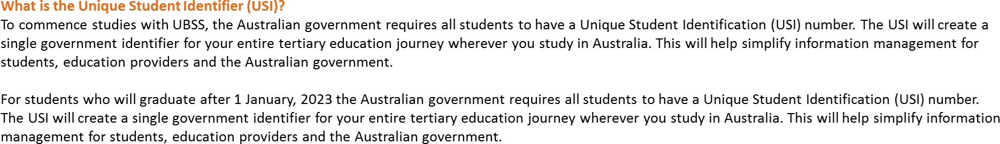 What is the Unique Student Identifier (USI)?
To commence studies with UBSS, the Australian government requires all students to have a Unique Student Identification (USI) number. The USI will create a
single government identifier for your entire tertiary education journey wherever you study in Australia. This will help simplify information management for
students, education providers and the Australian government.
For students who will graduate after 1 January, 2023 the Australian government requires all students to have a Unique Student Identification (USI) number.
The USI will create a single government identifier for your entire tertiary education journey wherever you study in Australia. This will help simplify information
management for students, education providers and the Australian government.